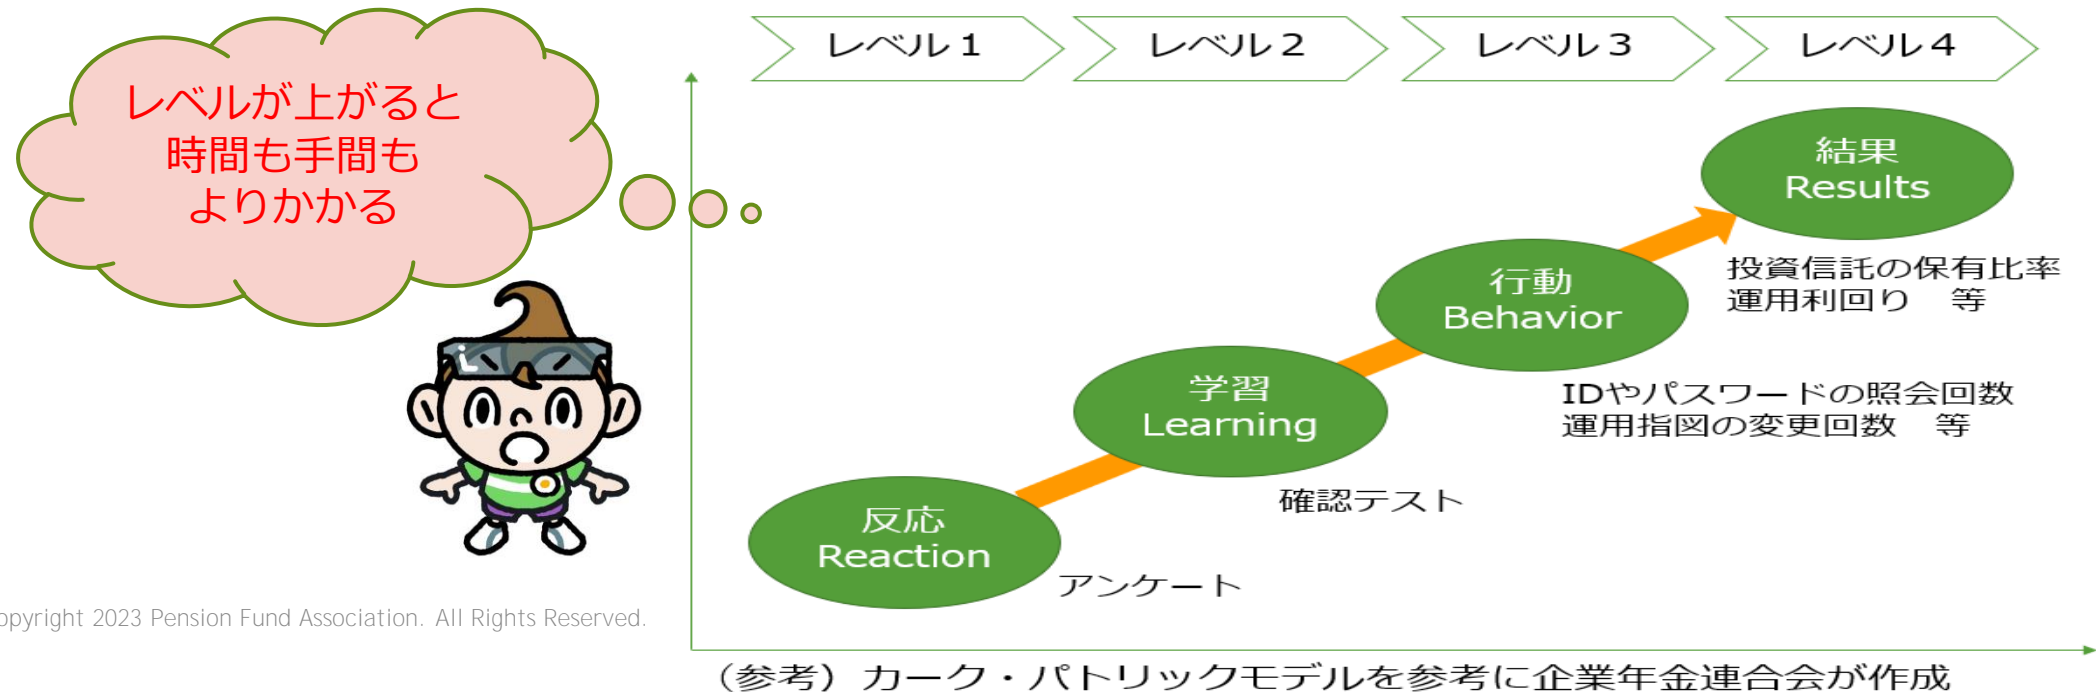 レベルが上がると
時間も手間も
よりかかる
レベル1
レベル2
レベル3
レベル4
結果
Results
投資信託の保有比率
運用利回り 等
行動
Behavior
IDやパスワードの照会回数
運用指図の変更回数 等
学習
Learning
確認テスト
反応
Reaction
アンケート
opyright 2023 Pension Fund Association. All Rights Reserved.
(参考)カーク・パトリックモデルを参考に企業年金連合会が作成